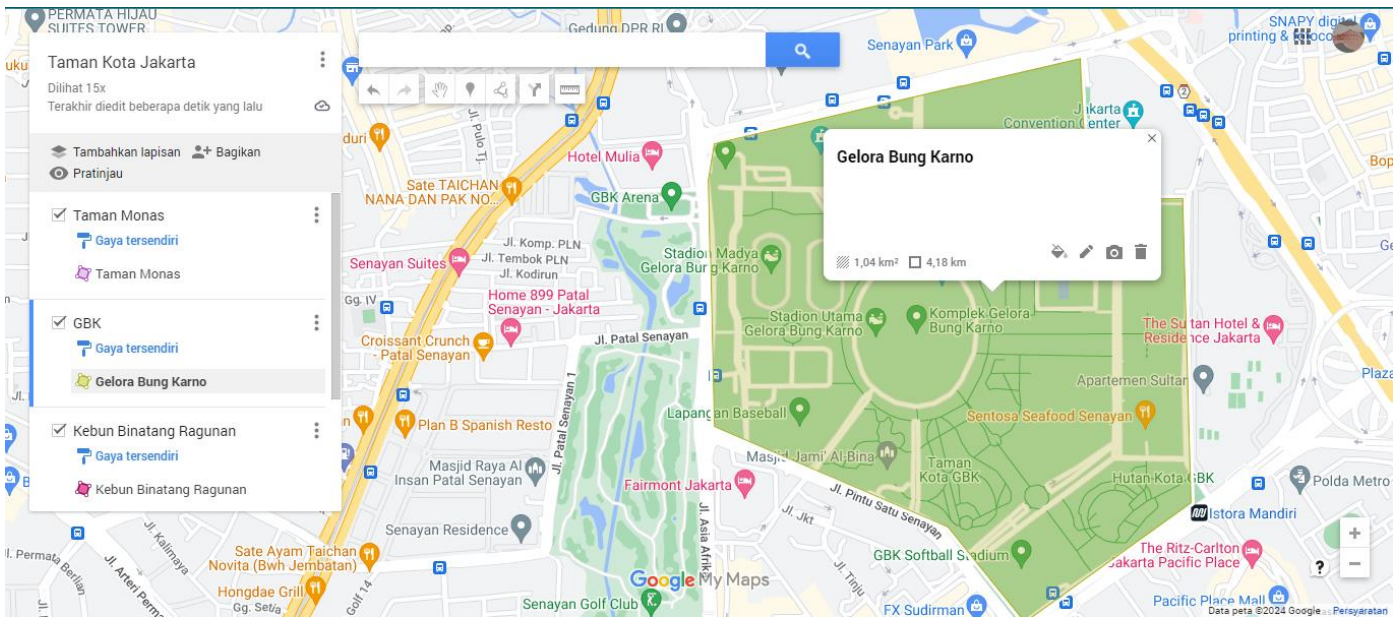 PERMATA HIJAU
SUITES TOWER
Gedung DPR RI
Senayan Park
SNAPY digital
printing &
Taman Kota Jakarta
Dilihat 15x
Terakhir diedit beberapa detik yang lalu
Tambahkan lapisan
Bagikan
Pratinjau
Taman Monas
Gaya tersendiri
Taman Monas
GBK
Gaya tersendiri
Gelora Bung Karno
Kebun Binatang Ragunan
Gaya tersendiri
Kebun Binatang Ragunan
Jl. Pulo Tj.
Hotel Mulia
Sate TAICHAN
NANA DAN PAK NO...
GBK Arena
Jl. Komp. PLN
Jl. Tembok PLN
Jl. Kodirun
Senayan Suites
Gg. IV
Home 899 Patal
Senayan - Jakarta
Croissant Crunch
- Patal Senayan
Jl. Patal Senayan
Jl. Patal Senayan 1
Plan B Spanish Resto
Masjid Raya Al
Insan Patal Senayan
Fairmont Jakarta
Senayan Residence
Sate Ayam Taichan
Novita (Bwh Jembatan)
Hongdae Grill
Gg. Setia
Golf 14
Jl. Kalimaya
Jl. Permata Berlian
Senayan Golf Club
Google My Maps
Jl. Asia Afrika
Jl. Jkt
Jl. Tinju
Jl. Pintu Satu Senayan
Jakarta
Convention Center
Gelora Bung Karno
1,04 km²
4,18 km
Stadion Madya
Gelora Bung Karno
Stadion Utama
Gelora Bung Karno
Komplek Gelora
Bung Karno
The Sultan Hotel &
Residence Jakarta
Apartemen Sultan
Sentosa Seafood Senayan
Lapangan Baseball
Masjid Jami' Al Bina
Taman
Kota GBK
Hutan Kota GBK
Polda Metro
Istora Mandiri
GBK Softball Stadium
The Ritz-Carlton
Jakarta Pacific Place
FX Sudirman
Pacific Place Mall
Data peta ©2024 Google
Persyaratan